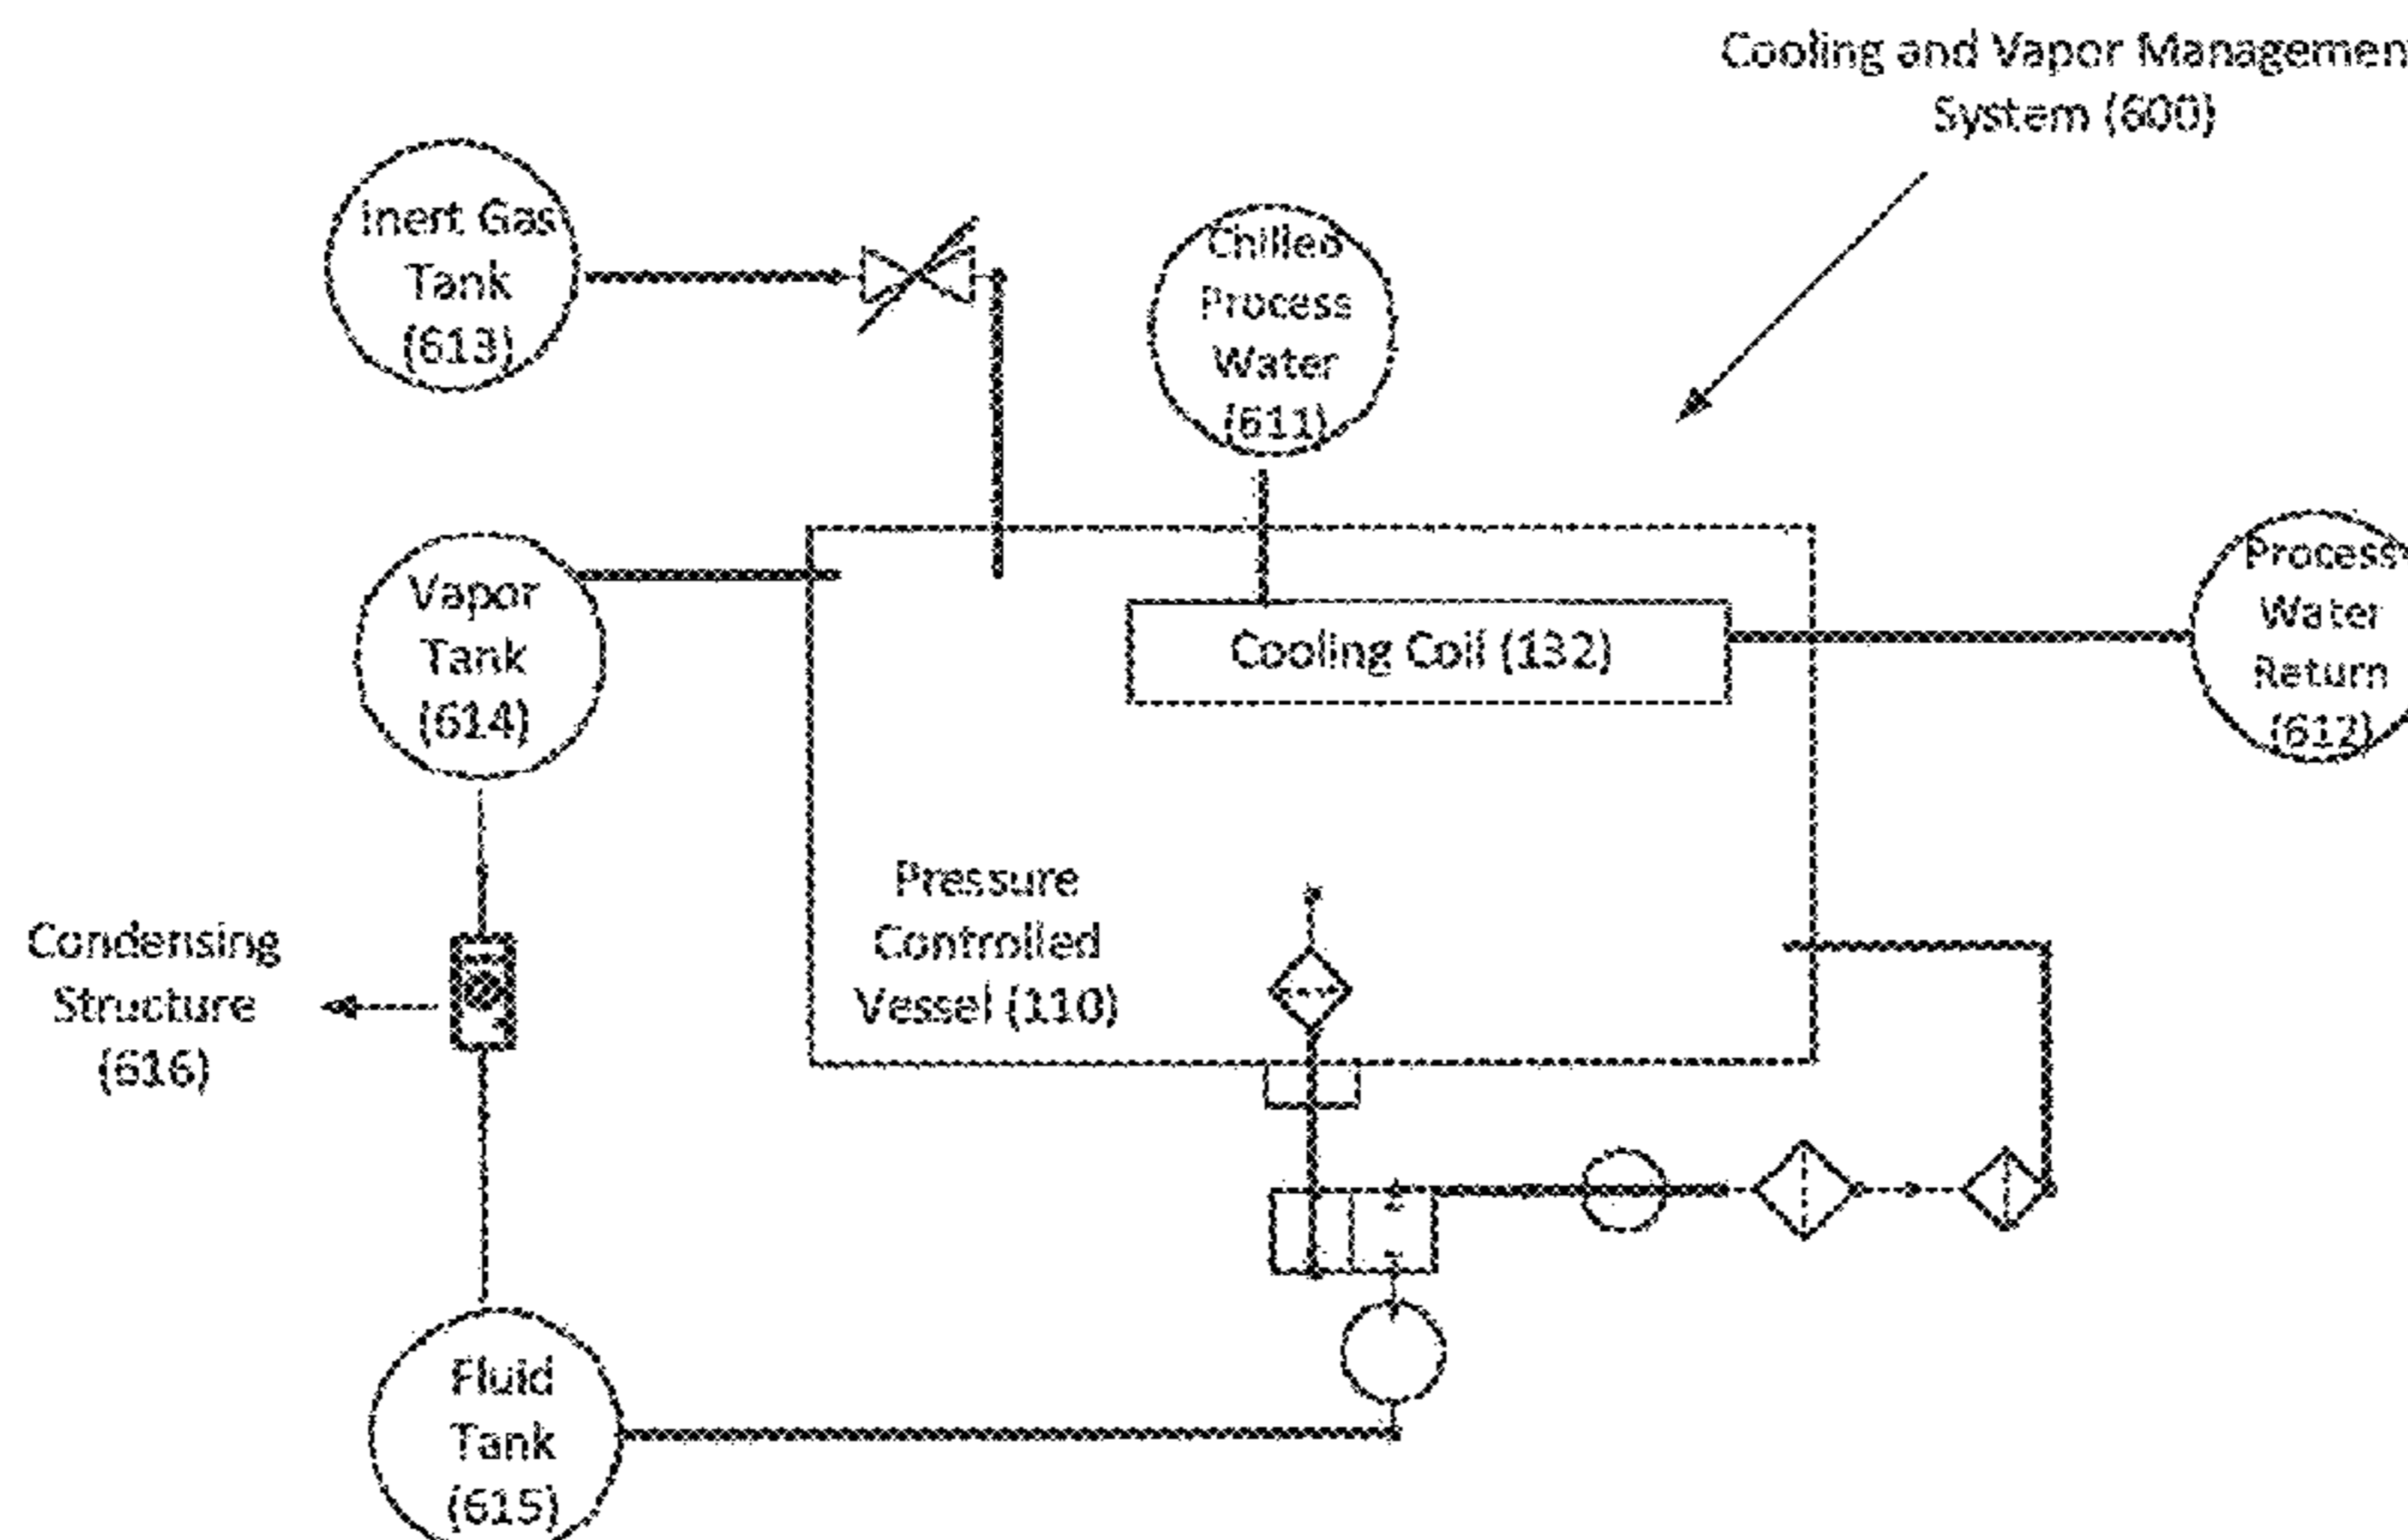 Cooling and Vapor Managemen
System (600)
Inert Gas
Tank
(613)
Chilled
Process
Water
(611)
Vapor
Tank
(614)
Cooling Coil (132)
Process
Water
Return
(612)
Pressure
Controlled
Vessel (110)
Condensing
Structure
(616)
Fluid
Tank
(615)